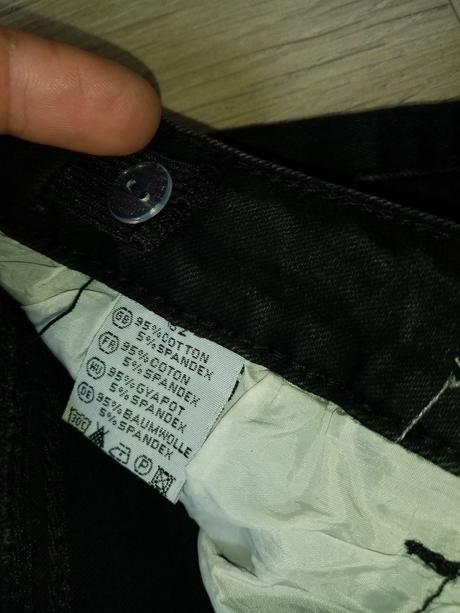 GB 95%COTTON
5%SPANDEX
FR 95%COTON
5%SPANDEX
HU 95%GYAPOT
5%SPANDEX
DE 95%BAUMWOLLE
5%SPANDEX
30C P